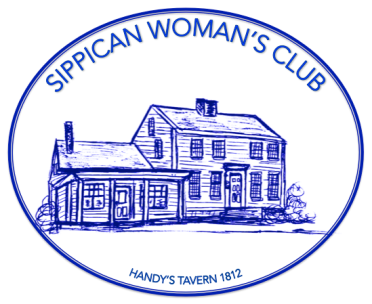 SIPPICAN WOMAN'S CLUB
HANDY'S TAVERN 1812